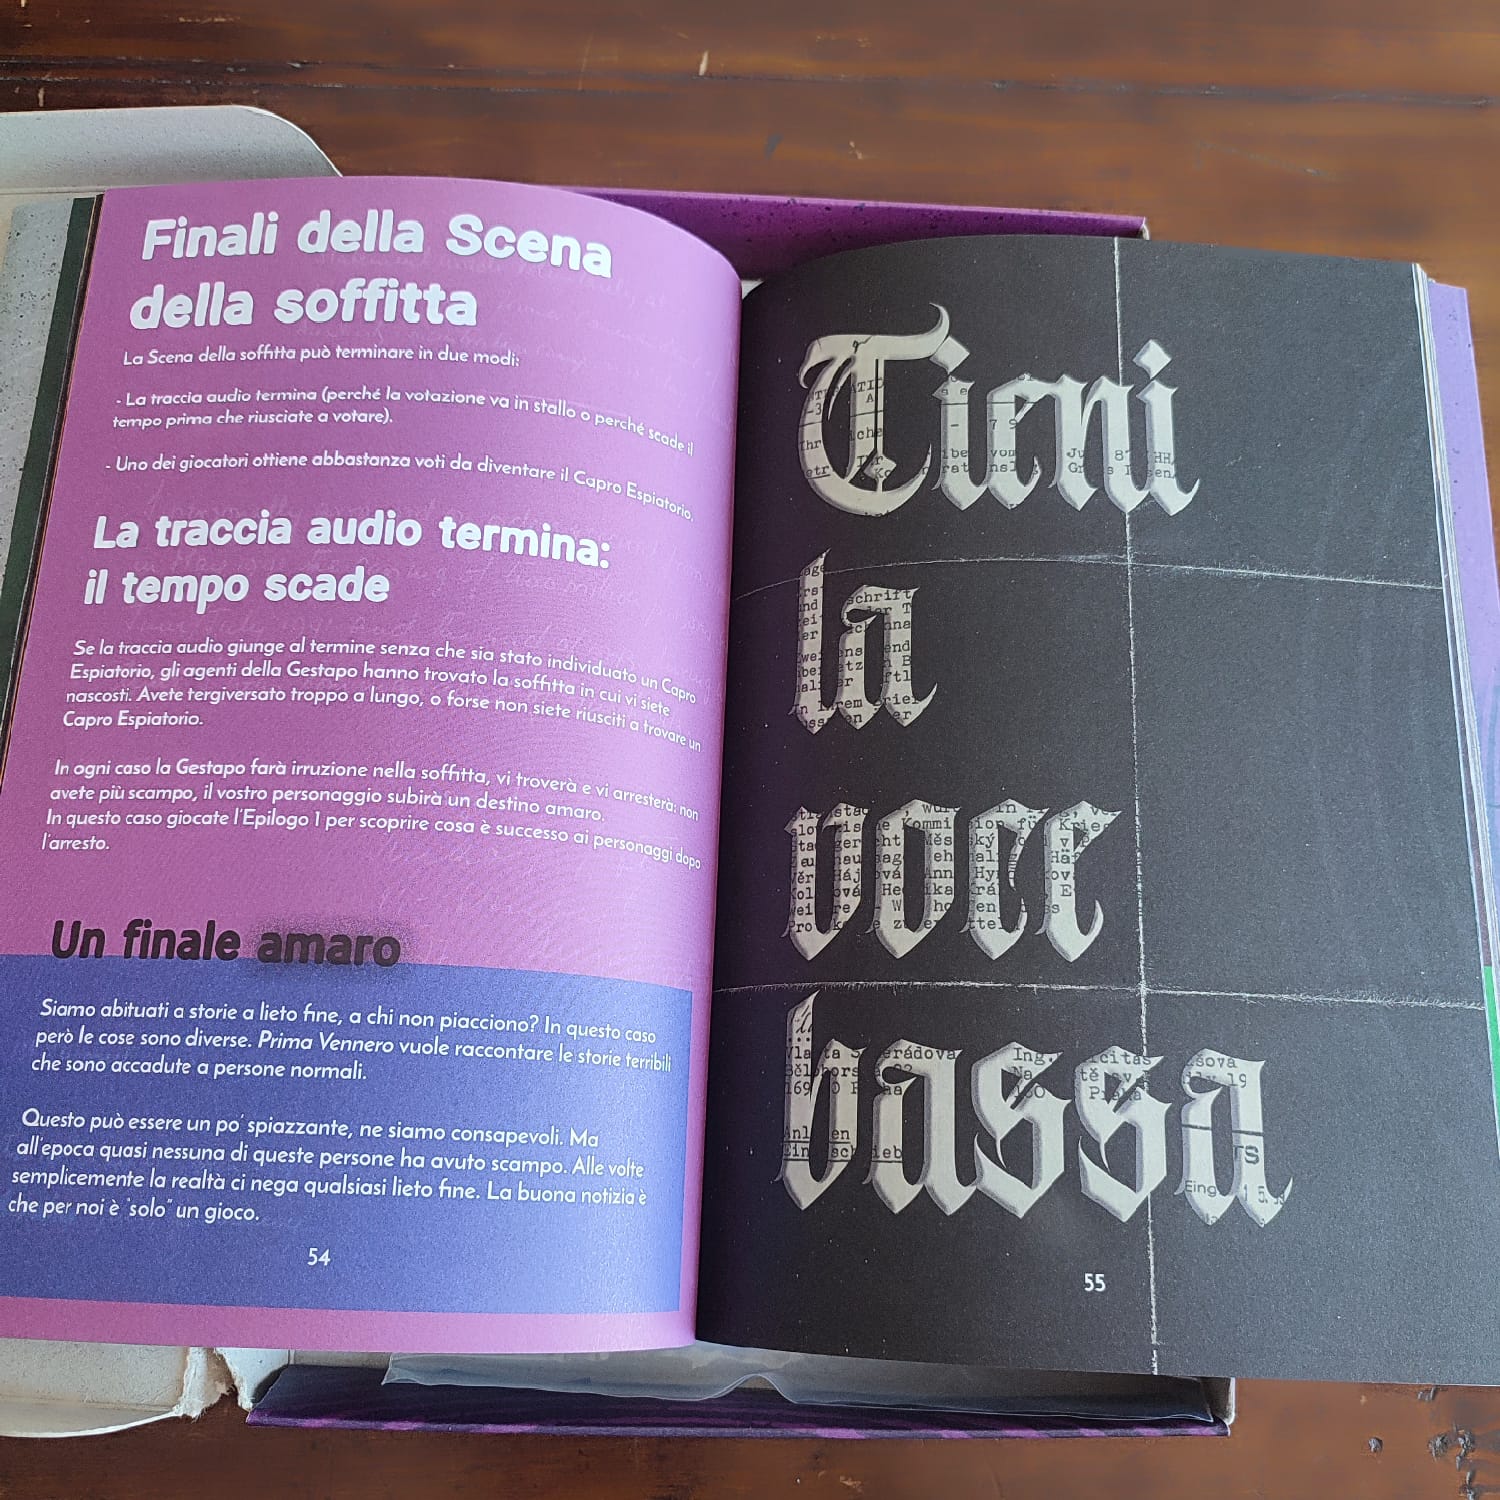 Finali della Scena
della soffitta
La Scena della soffitta può terminare in due modi:
- La traccia audio termina (perché la votazione va in stallo o perché scade il
tempo prima che riusciate a votare).
- Uno dei giocatori ottiene abbastanza voti da diventare il Capro Espiatorio.
La traccia audio termina:
il tempo scade
Se la traccia audio giunge al termine senza che sia stato individuato un Capro
Espiatorio, gli agenti della Gestapo hanno trovato la soffitta in cui vi siete
nascosti. Avete tergiversato troppo a lungo, o forse non siete riusciti a trovare un
Capro Espiatorio.
In ogni caso la Gestapo farà irruzione nella soffitta, vi troverà e vi arresterà: non
avete più scampo, il vostro personaggio subirà un destino amaro.
In questo caso giocate l'Epilogo 1 per scoprire cosa è successo ai personaggi dopo
l'arresto.
Un finale amaro
Siamo abituati a storie a lieto fine, a chi non piacciono? In questo caso
però le cose sono diverse. Prima Vennero vuole raccontare le storie terribili
che sono accadute a persone normali.
Questo può essere un po' spiazzante, ne siamo consapevoli. Ma
all'epoca quasi nessuna di queste persone ha avuto scampo. Alle volte
semplicemente la realtà ci nega qualsiasi lieto fine. La buona notizia è
che per noi è "solo" un gioco.
54
Tieni
la
voce
bassa
55